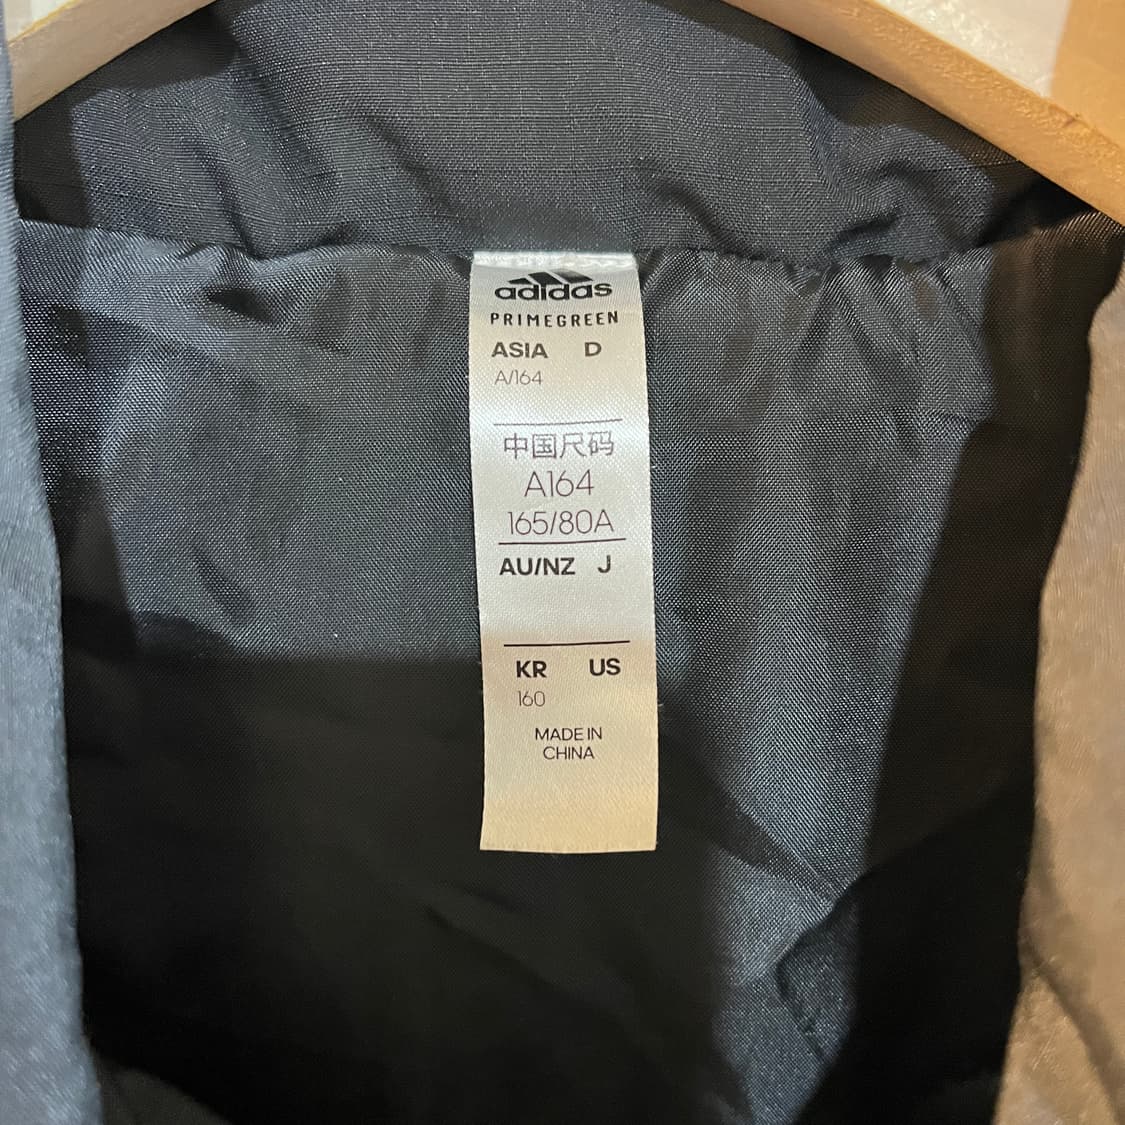 adidas
PRIMEGREEN
ASIA D
A/164
中国尺码
A164
165/80A
AU/NZ J
KR US
160
MADE IN
CHINA